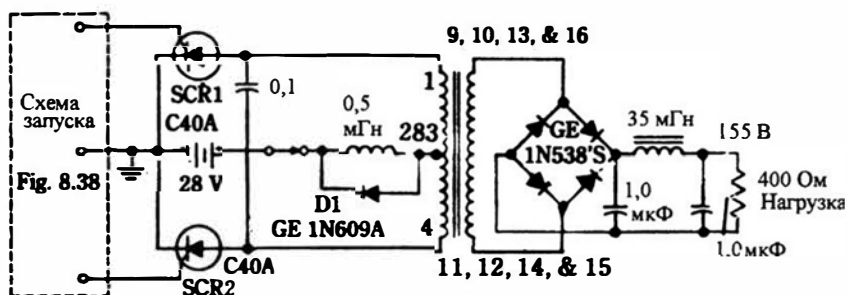 Схема
запуска
Fig. 8.38
SCR1
C40A
28 V
0,1
0,5
мГн
D1
GE 1N609A
C40A
SCR2
9, 10, 13, & 16
1
283
4
11, 12, 14, & 15
GE
1N538'S
35 мГн
155 В
1,0
мкФ
400 Ом
Нагрузка
1,0мкФ